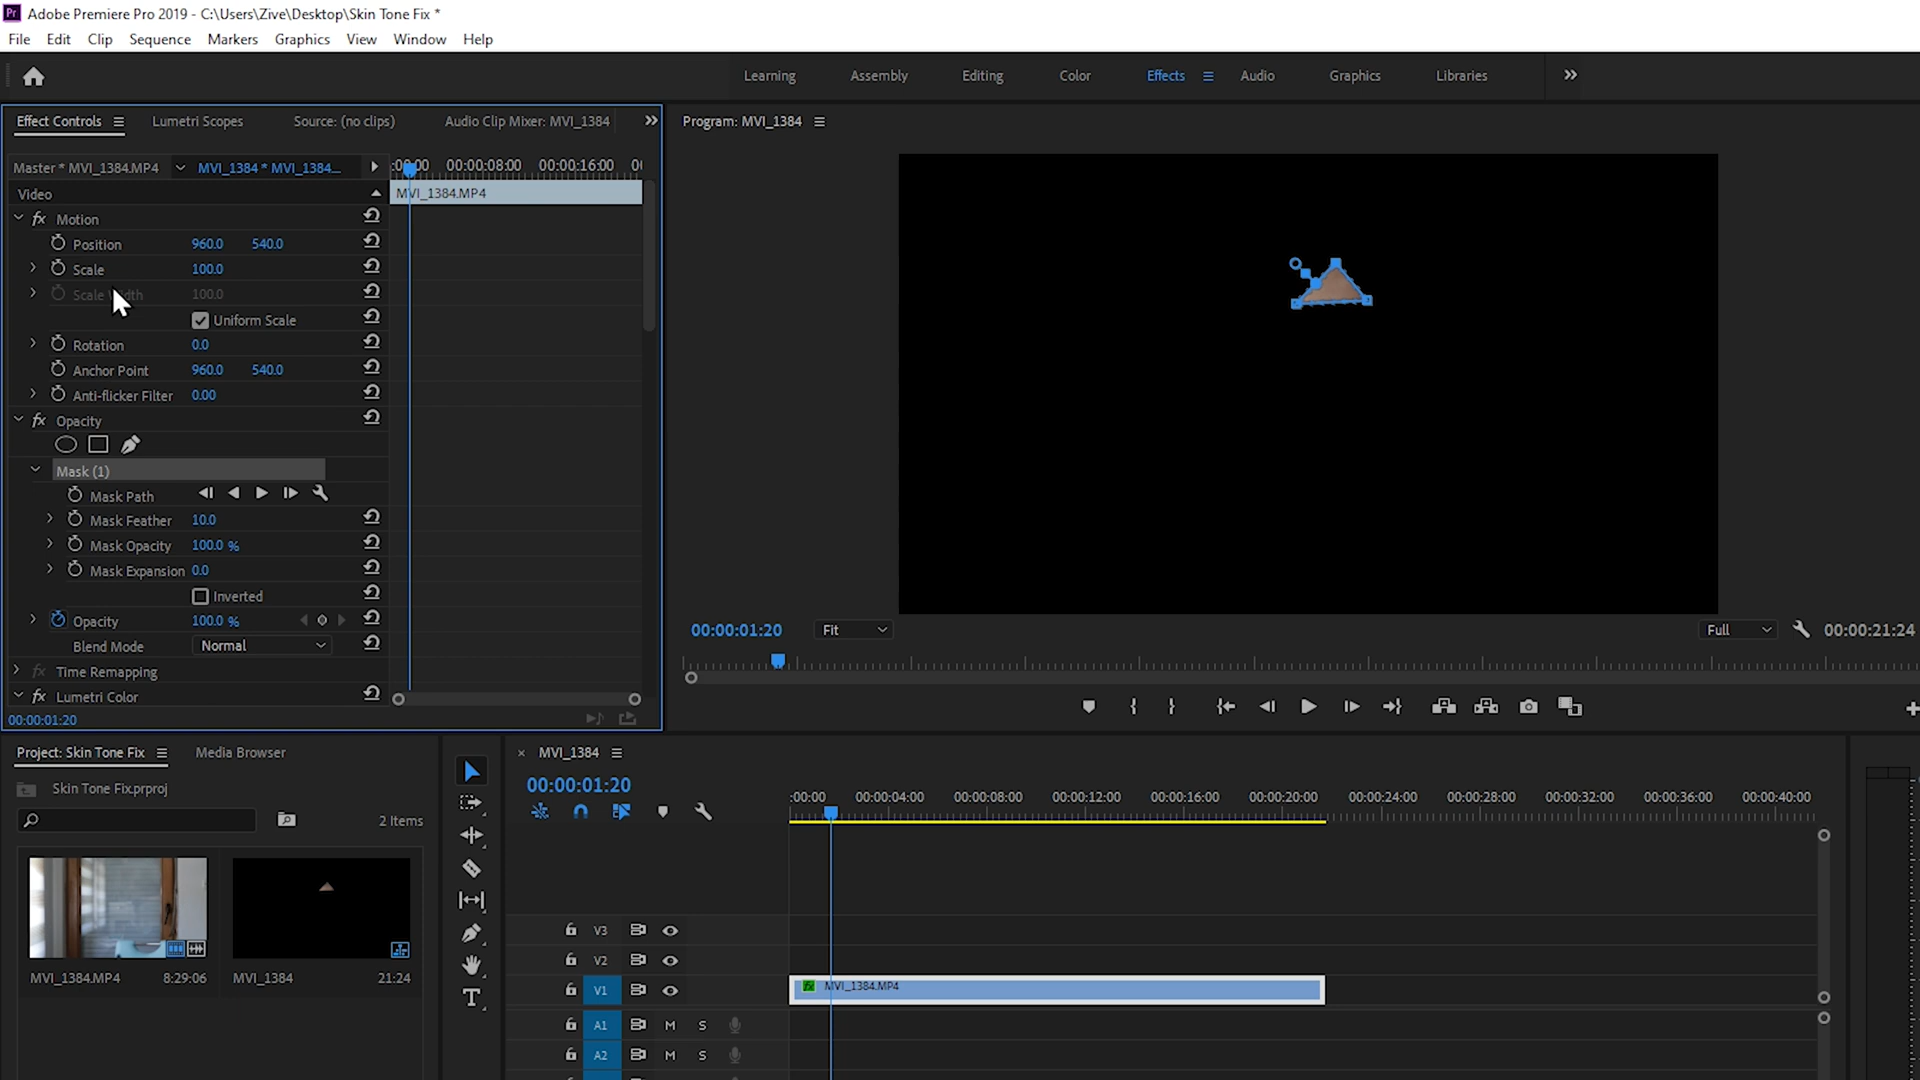 Adobe Premiere Pro 2019 - C:\Users\Zive\Desktop\Skin Tone Fix *
File Edit Clip Sequence Markers Graphics View Window Help
Learning Assembly Editing Color Effects Audio Graphics Libraries
Effect Controls Lumetri Scopes Source: (no clips) Audio Clip Mixer: MVI_1384
Program: MVI_1384
Master * MVI_1384.MP4 MVI_1384 * MVI_1384... :00:00 00:00:08:00 00:00:16:00
Video MVI_1384.MP4
fx Motion
Position 960.0 540.0
Scale 100.0
Scale Width 100.0
Uniform Scale
Rotation 0.0
Anchor Point 960.0 540.0
Anti-flicker Filter 0.00
fx Opacity
Mask (1)
Mask Path
Mask Feather 10.0
Mask Opacity 100.0 %
Mask Expansion 0.0
Inverted
Opacity 100.0 %
Blend Mode Normal
fx Time Remapping
fx Lumetri Color
00:00:01:20
00:00:01:20 Fit Full 00:00:21:24
Project: Skin Tone Fix Media Browser
Skin Tone Fix.prproj
2 Items
MVI_1384.MP4 8:29:06 MVI_1384 21:24
× MVI_1384
00:00:01:20
:00:00 00:00:04:00 00:00:08:00 00:00:12:00 00:00:16:00 00:00:20:00 00:00:24:00 00:00:28:00 00:00:32:00 00:00:36:00 00:00:40:00
V3
V2
V1 fx MVI_1384.MP4
A1 M S
A2 M S